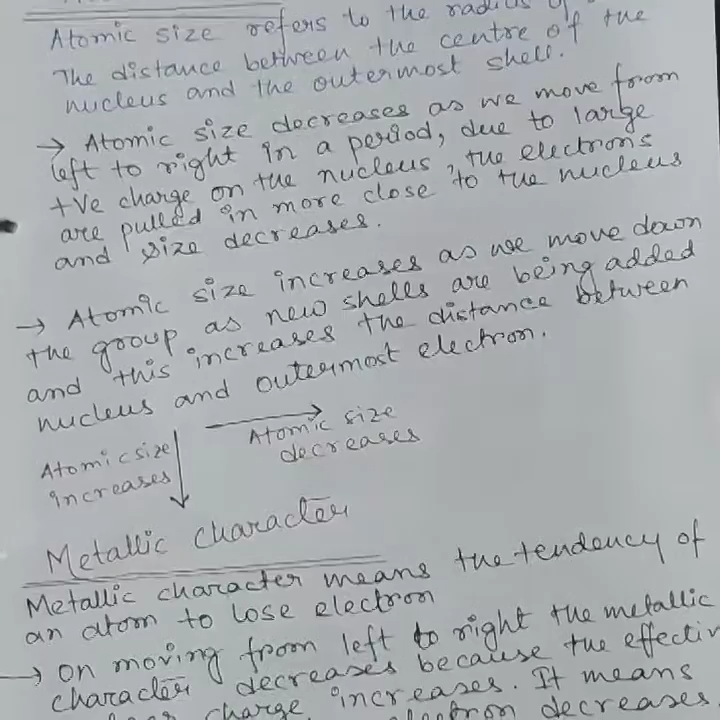 Atomic size refers to the radius of
The distance between the centre of the
nucleus and the outermost shell.
→ Atomic size decreases as we move from
left to right in a period, due to large
+ve charge on the nucleus, the electrons
are pulled in more close to the nucleus
and size decreases.
→ Atomic size increases as we move down
the group as new shells are being added
and this increases the distance between
nucleus and outermost electron.
Atomic size
increases
Atomic size
decreases
Metallic character
Metallic character means the tendency of
an atom to lose electron
→ on moving from left to right the metallic
character decreases because the effectiv
charge increases. It means
electron decreases